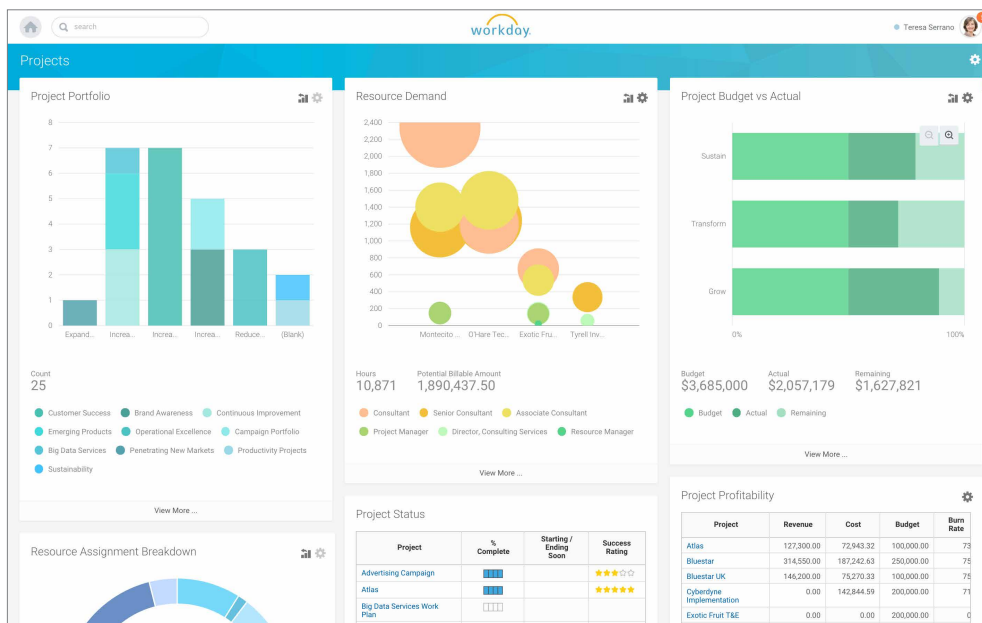 search
workday.
Teresa Serrano
Projects
Project Portfolio
8
7
6
5
4
3
2
1
0
Expand...
Increa...
Increa...
Increa...
Reduce...
(Blank)
Count
25
Customer Success
Brand Awareness
Continuous Improvement
Emerging Products
Operational Excellence
Campaign Portfolio
Big Data Services
Penetrating New Markets
Productivity Projects
Sustainability
View More ...
Resource Assignment Breakdown
Resource Demand
2,400
2,200
2,000
1,800
1,600
1,400
1,200
1,000
800
600
400
200
0
Montecito ...
O'Hare Tec...
Exotic Fru...
Tyrell Inv...
Hours
10,871
Potential Billable Amount
1,890,437.50
Consultant
Senior Consultant
Associate Consultant
Project Manager
Director, Consulting Services
Resource Manager
View More ...
Project Status
Project
% Complete
Starting / Ending Soon
Success Rating
Advertising Campaign
Atlas
Big Data Services Work Plan
Project Budget vs Actual
Sustain
Transform
Grow
0%
100%
Budget
$3,685,000
Actual
$2,057,179
Remaining
$1,627,821
Budget
Actual
Remaining
View More ...
Project Profitability
Project Revenue Cost Budget Burn Rate
Atlas 127,300.00 72,943.32 100,000.00 73
Bluestar 314,550.00 187,242.63 250,000.00 75
Bluestar UK 146,200.00 75,270.33 100,000.00 75
Cyberdyne Implementation 0.00 142,844.59 200,000.00 71
Exotic Fruit T&E 0.00 0.00 200,000.00 0